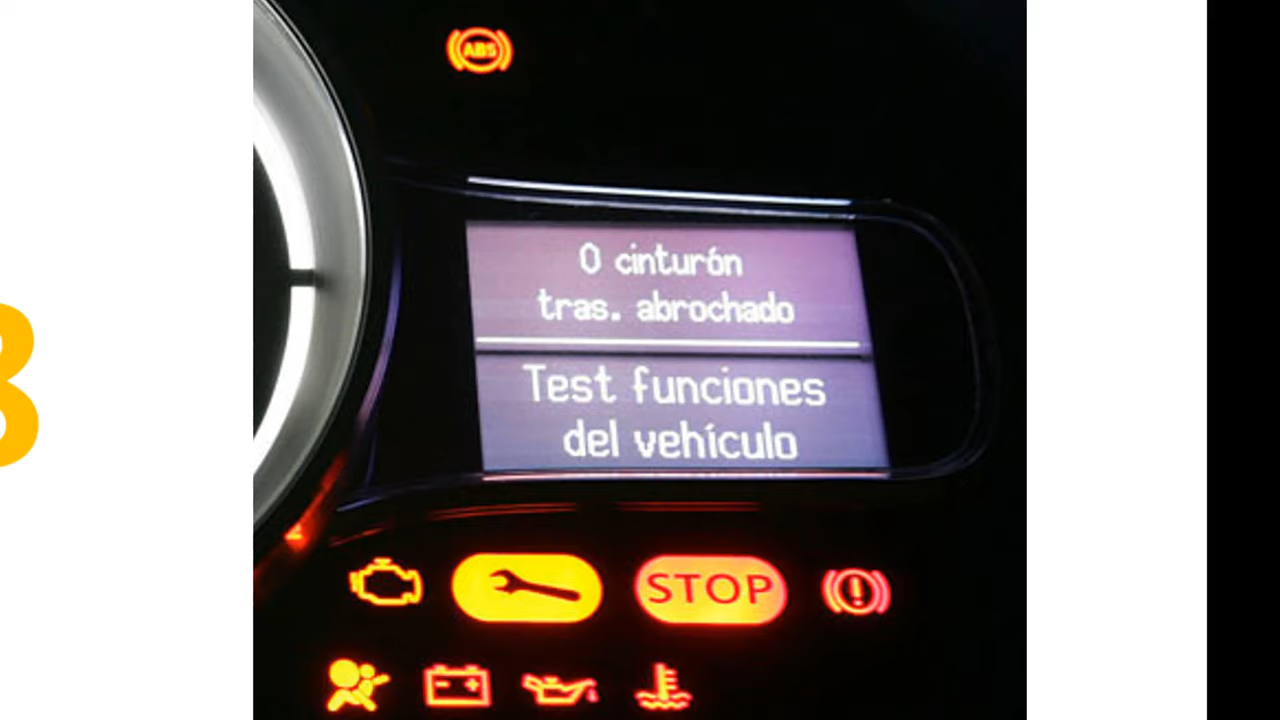 ABS
0 cinturón
tras. abrochado
Test funciones
del vehículo
STOP